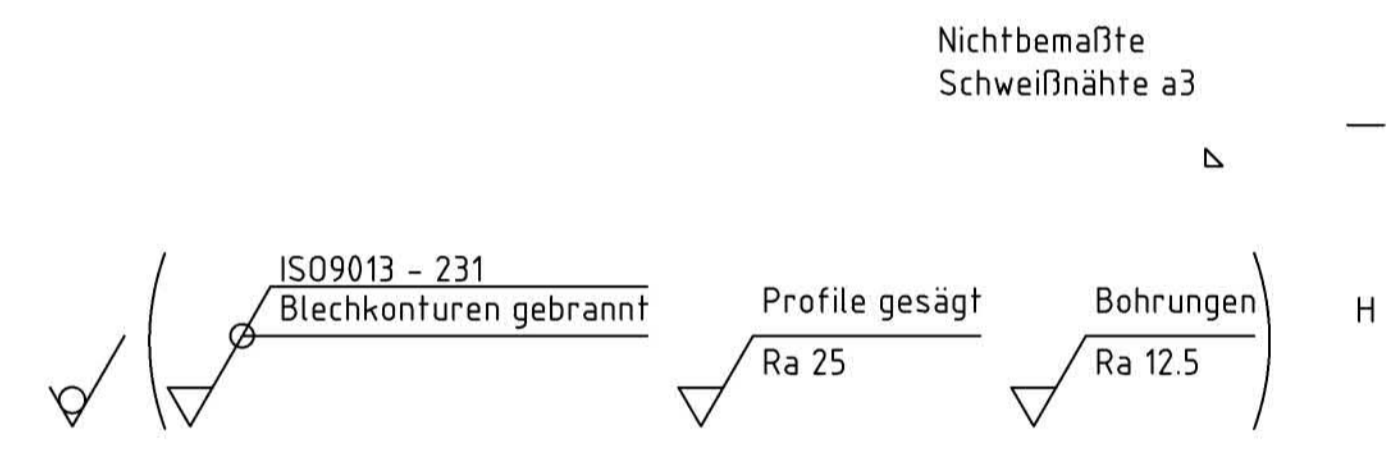 Nichtbemaßte
Schweißnähte a3
ISO9013 - 231
Blechkonturen gebrannt
Profile gesägt
Ra 25
Bohrungen
Ra 12.5
H